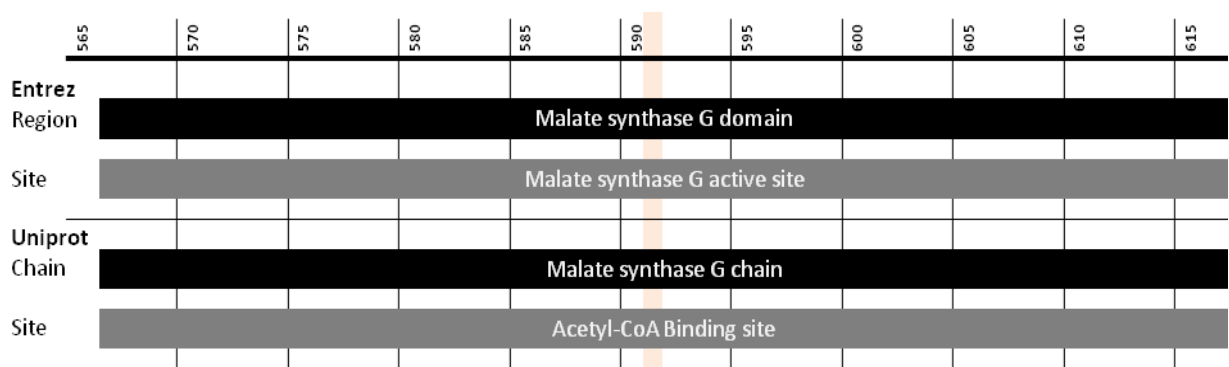 565 570 575 580 585 590 595 600 605 610 615
Entrez
Region Malate synthase G domain
Site Malate synthase G active site
Uniprot
Chain Malate synthase G chain
Site Acetyl-CoA Binding site